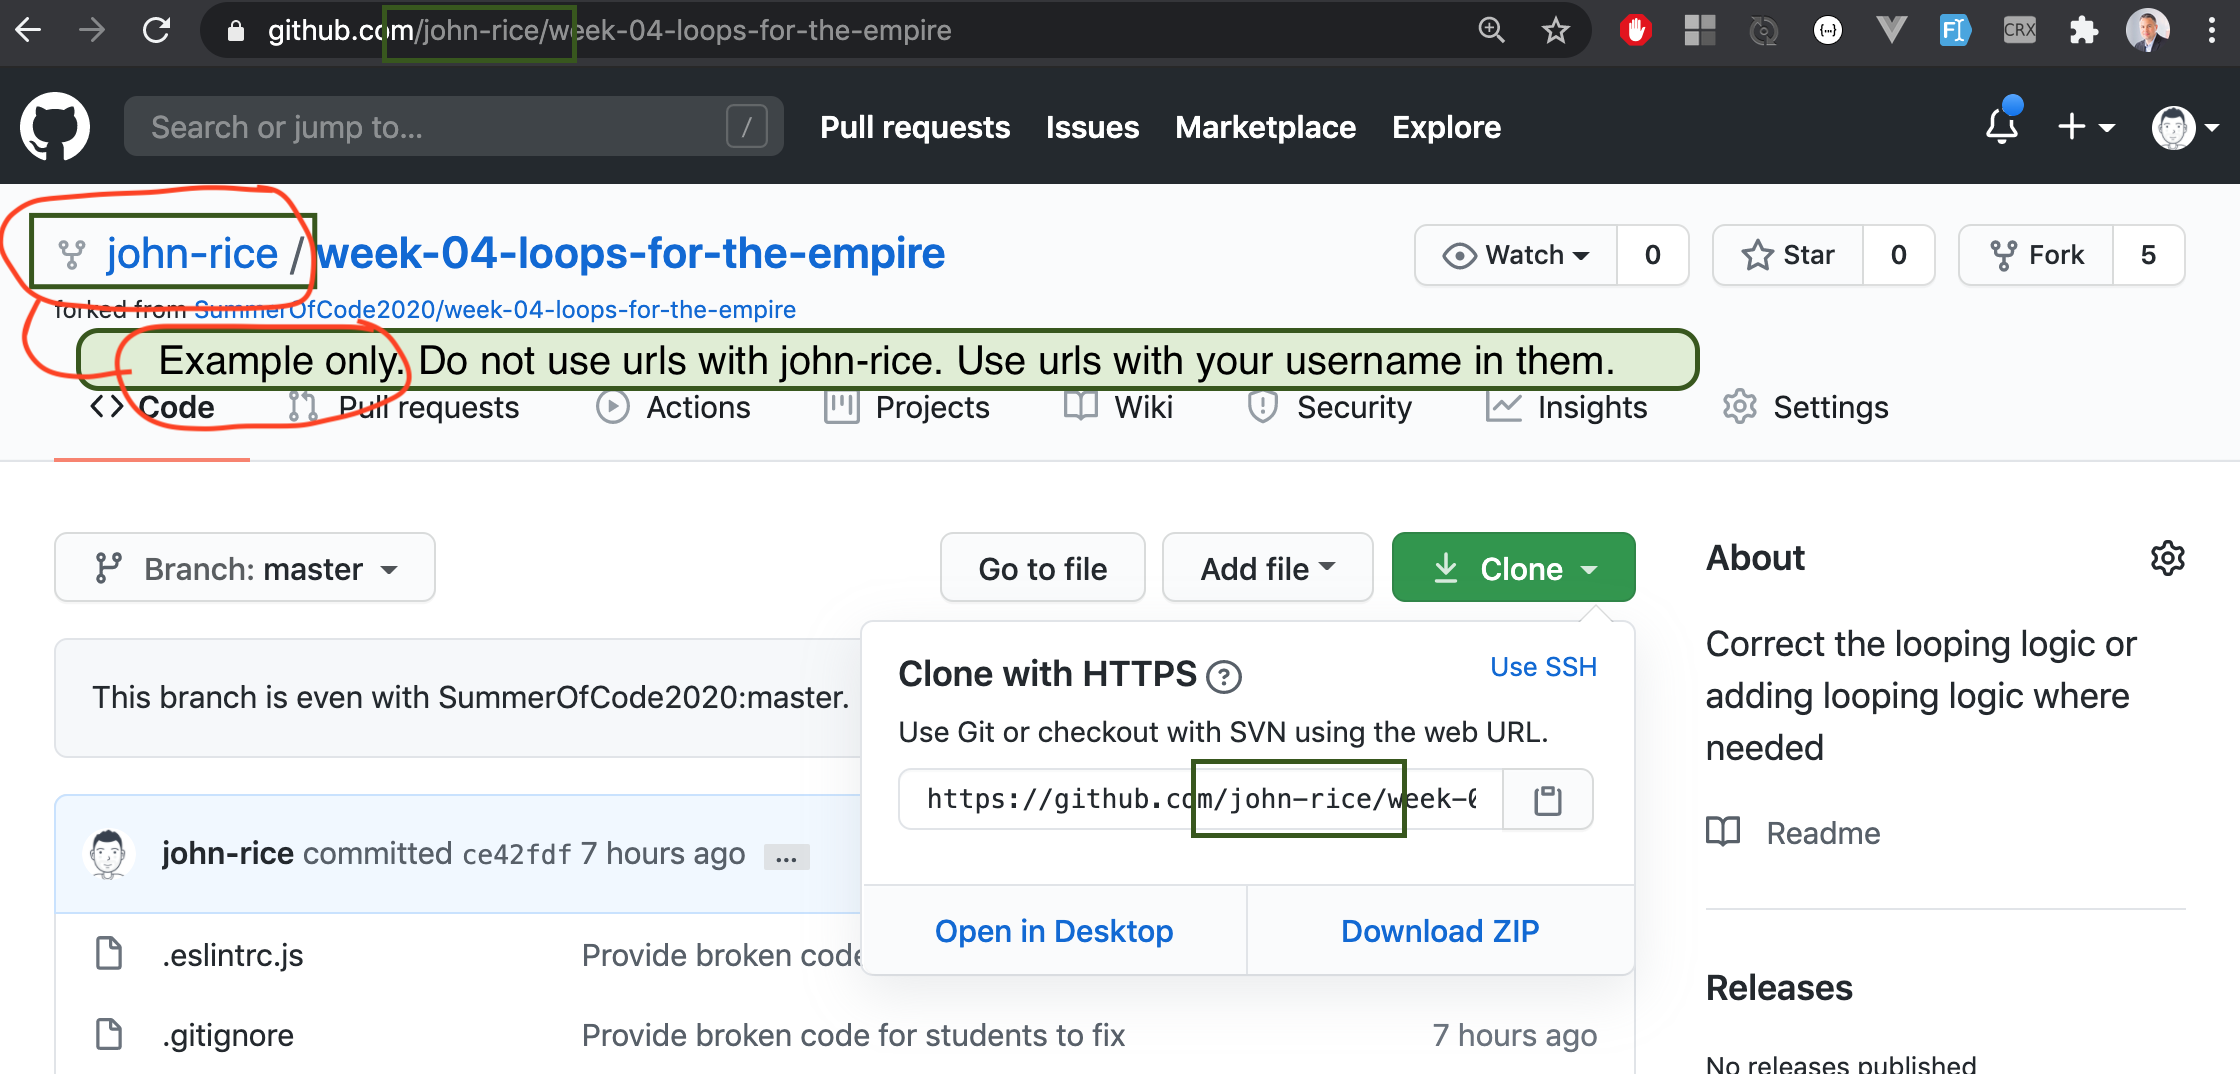 github.com/john-rice/week-04-loops-for-the-empire
CRX
Search or jump to...
/
Pull requests
Issues
Marketplace
Explore
john-rice / week-04-loops-for-the-empire
Watch 0
Star 0
Fork 5
forked from SummerOfCode2020/week-04-loops-for-the-empire
Example only. Do not use urls with john-rice. Use urls with your username in them.
Code
Pull requests
Actions
Projects
Wiki
Security
Insights
Settings
Branch: master
Go to file
Add file
Clone
About
Clone with HTTPS ?
Use SSH
Correct the looping logic or
adding looping logic where
needed
This branch is even with SummerOfCode2020:master.
Use Git or checkout with SVN using the web URL.
https://github.com/john-rice/week-0
Readme
john-rice committed ce42fdf 7 hours ago ...
Open in Desktop
Download ZIP
.eslintrc.js
Provide broken code
Releases
.gitignore
Provide broken code for students to fix
7 hours ago
No releases published